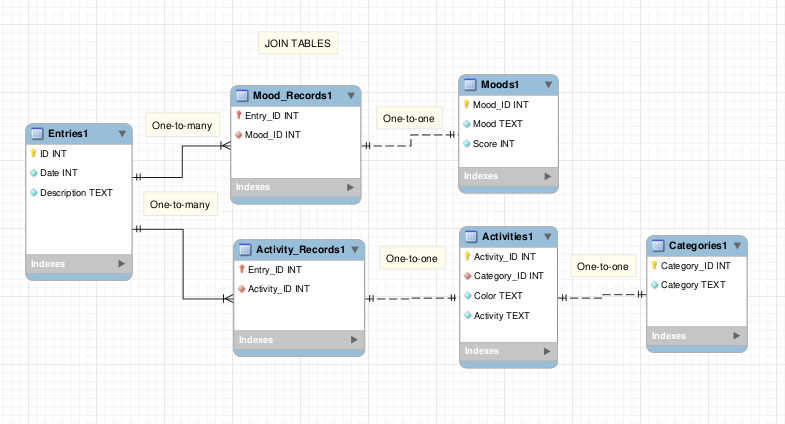 JOIN TABLES
Mood_Records1
Entry_ID INT
Mood_ID INT
Indexes
Moods1
Mood_ID INT
Mood TEXT
Score INT
Indexes
One-to-many
One-to-one
Entries1
ID INT
Date INT
Description TEXT
Indexes
One-to-many
Activity_Records1
Entry_ID INT
Activity_ID INT
Indexes
One-to-one
Activities1
Activity_ID INT
Category_ID INT
Color TEXT
Activity TEXT
Indexes
One-to-one
Categories1
Category_ID INT
Category TEXT
Indexes